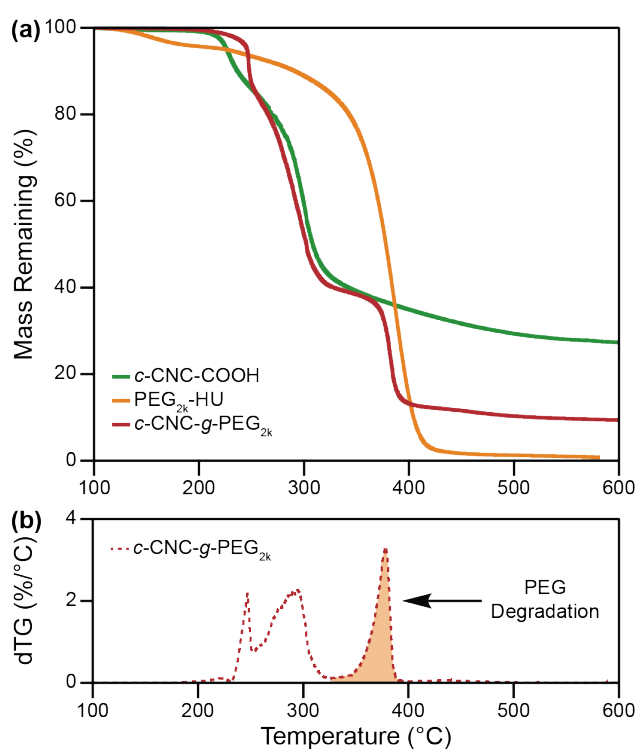 (a)
100
80
60
40
20
0
Mass Remaining (%)
c-CNC-COOH
PEG2k-HU
c-CNC-g-PEG2k
100 200 300 400 500 600
(b)
4
2
0
dTG (%/°C)
c-CNC-g-PEG2k
PEG
Degradation
100 200 300 400 500 600
Temperature (°C)